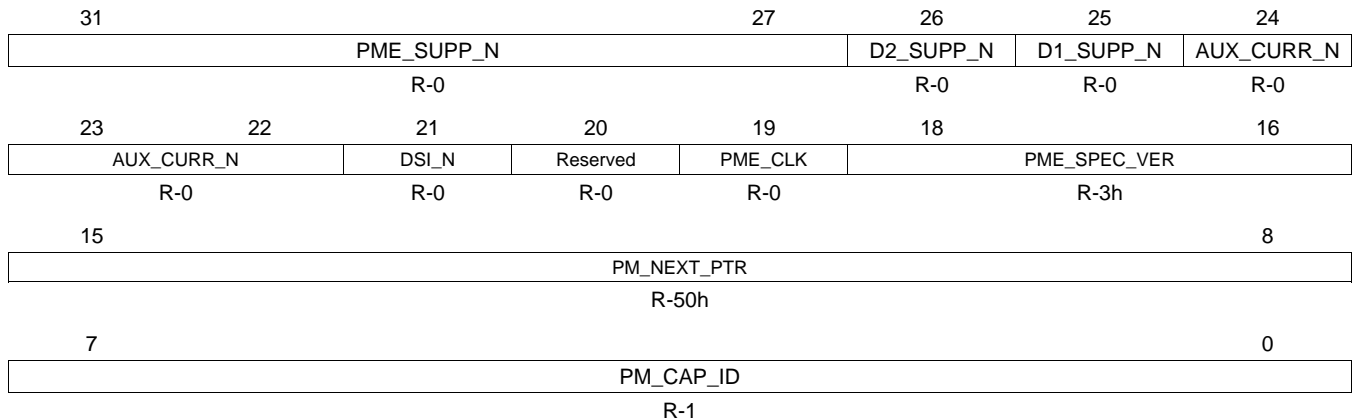 31 27 26 25 24
PME_SUPP_N D2_SUPP_N D1_SUPP_N AUX_CURR_N
R-0 R-0 R-0 R-0
23 22 21 20 19 18 16
AUX_CURR_N DSI_N Reserved PME_CLK PME_SPEC_VER
R-0 R-0 R-0 R-0 R-3h
15 8
PM_NEXT_PTR
R-50h
7 0
PM_CAP_ID
R-1